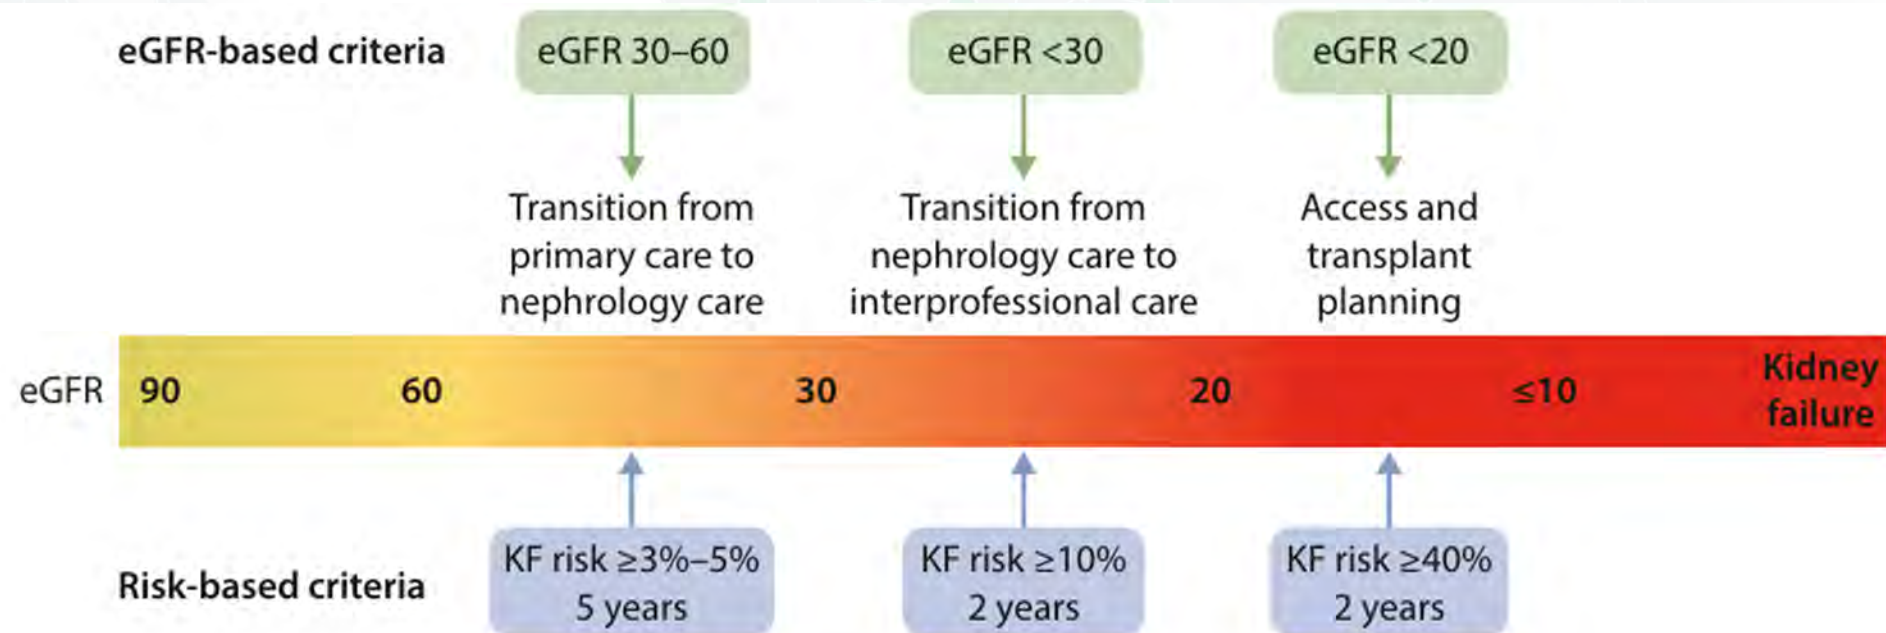 eGFR-based criteria
eGFR 30–60
eGFR <30
eGFR <20
Transition from
primary care to
nephrology care
Transition from
nephrology care to
interprofessional care
Access and
transplant
planning
eGFR
90
60
30
20
≤10
Kidney
failure
Risk-based criteria
KF risk ≥3%–5%
5 years
KF risk ≥10%
2 years
KF risk ≥40%
2 years